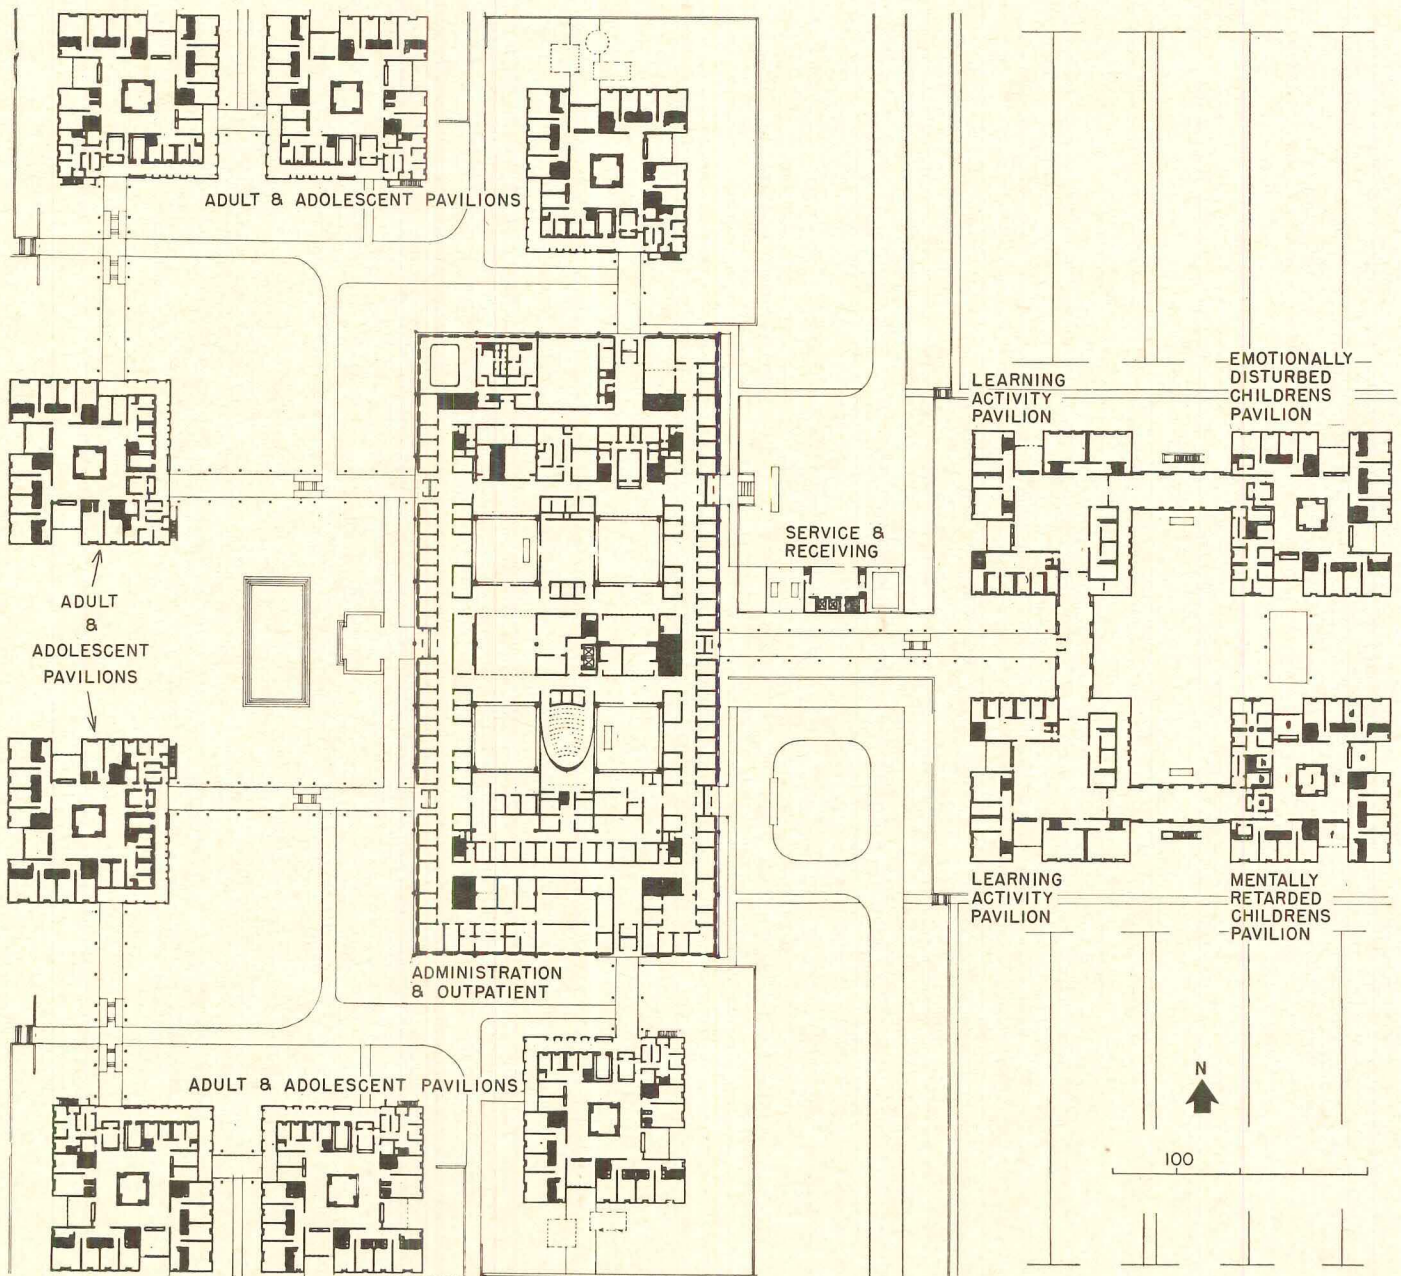 ADULT & ADOLESCENT PAVILIONS
LEARNING
ACTIVITY
PAVILION
EMOTIONALLY
DISTURBED
CHILDRENS
PAVILION
SERVICE &
RECEIVING
ADULT
&
ADOLESCENT
PAVILIONS
LEARNING
ACTIVITY
PAVILION
MENTALLY
RETARDED
CHILDRENS
PAVILION
ADMINISTRATION
& OUTPATIENT
ADULT & ADOLESCENT PAVILIONS
N
100